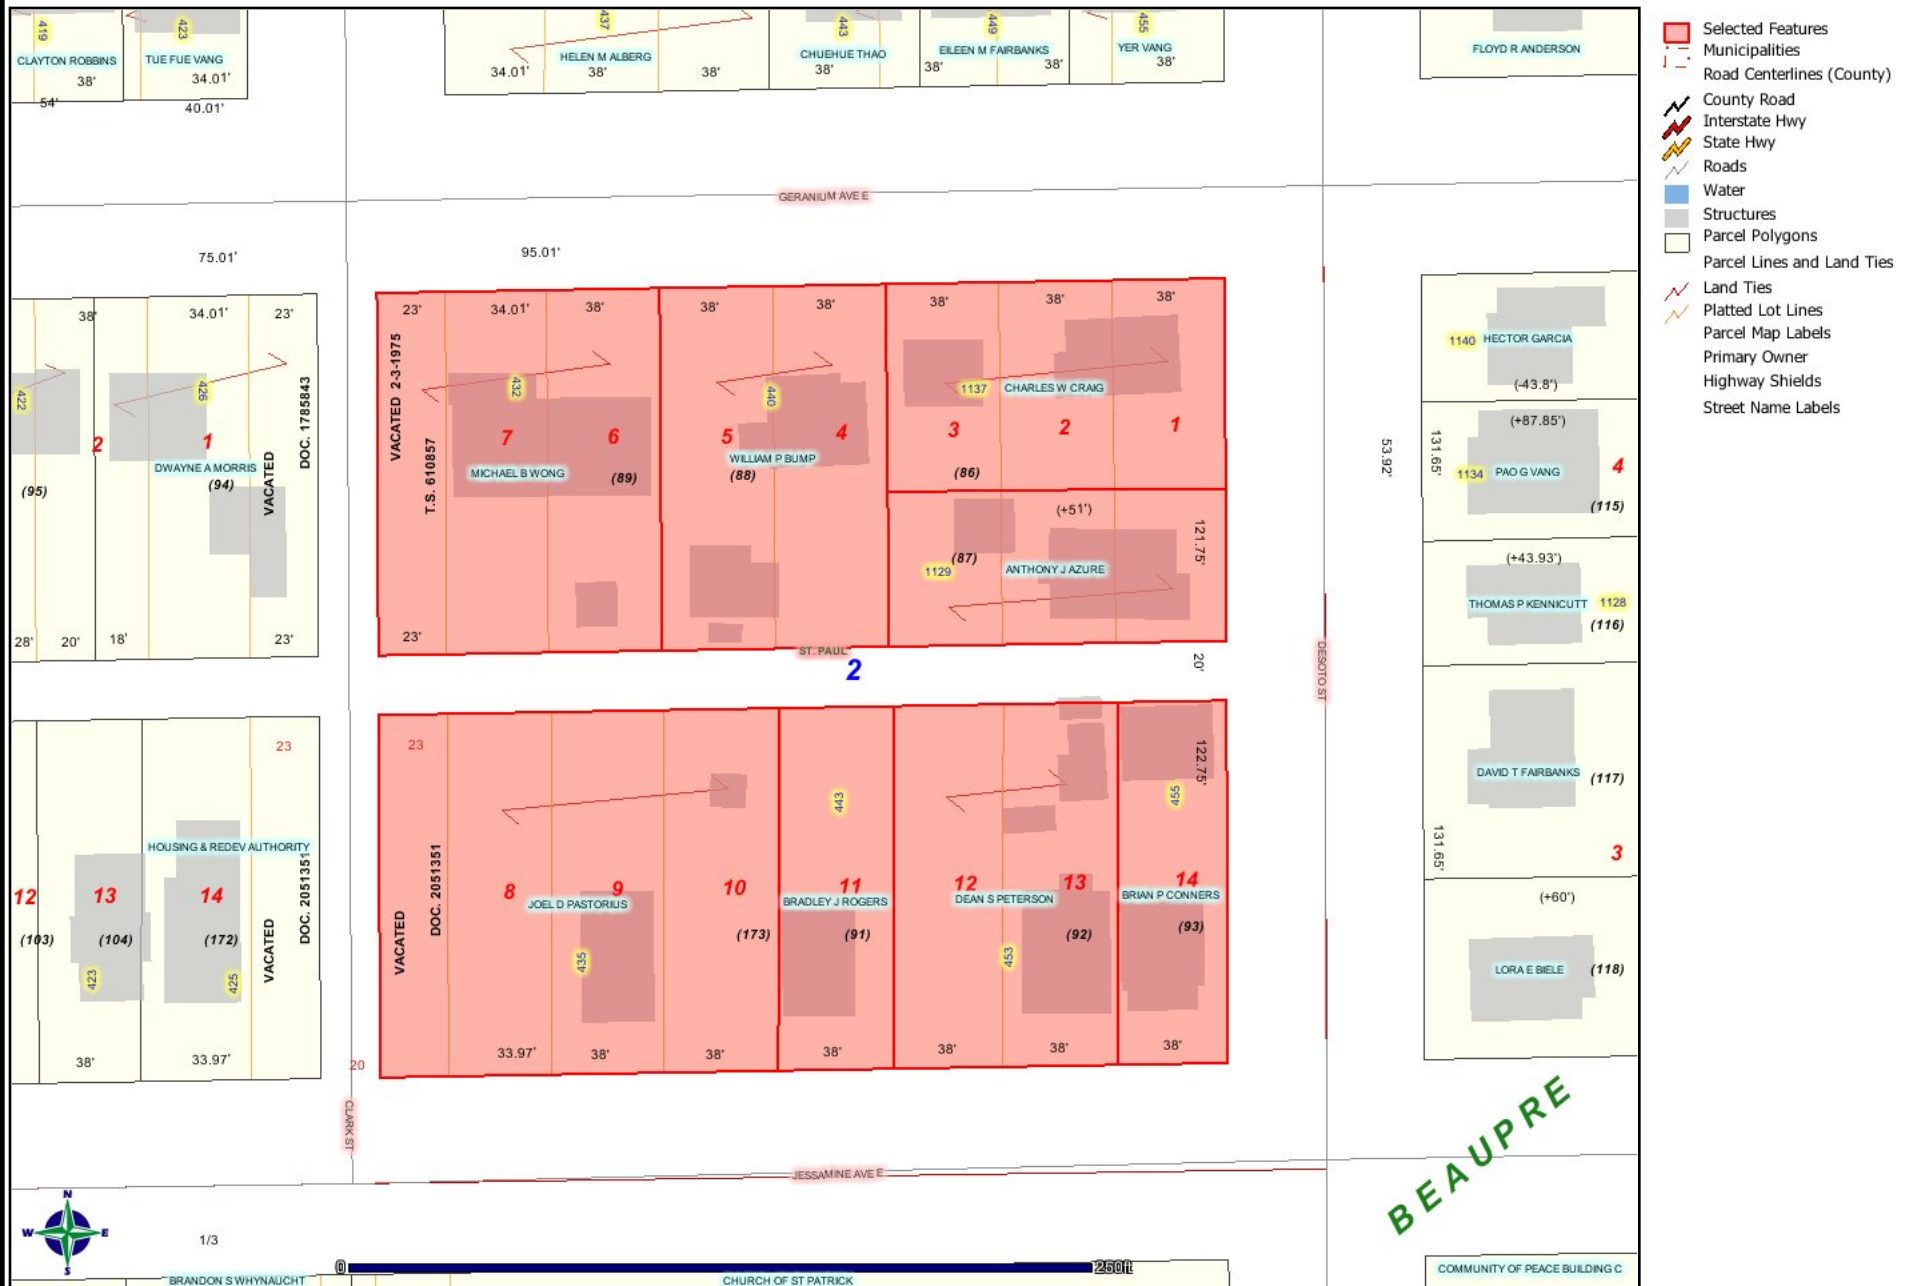 419
423
437
443
449
455
CLAYTON ROBBINS
TUE FUE VANG
HELEN M ALBERG
CHUEHUE THAO
EILEEN M FAIRBANKS
YER VANG
FLOYD R ANDERSON
38'
34.01'
34.01'
38'
38'
38'
38'
38'
38'
54'
40.01'
GERANIUM AVE E
75.01'
95.01'
38'
34.01'
23'
23'
34.01'
38'
38'
38'
38'
38'
38'
422
426
VACATED 2-3-1975
T.S. 610857
DOC. 1785843
VACATED
432
440
1137
CHARLES W CRAIG
2
1
7
6
5
4
3
2
1
DWAYNE A MORRIS
(95)
(94)
MICHAEL B WONG
(89)
WILLIAM P BUMP
(88)
(86)
53.92'
131.65'
1140
HECTOR GARCIA
(-43.8')
(+87.85')
1134
PAO G VANG
4
(115)
(+51')
121.75'
(87)
1129
ANTHONY J AZURE
(+43.93')
THOMAS P KENNICUTT
1128
(116)
28'
20'
18'
23'
23'
ST. PAUL
2
20'
DESOTO ST
23
23
122.75'
443
455
DAVID T FAIRBANKS
(117)
HOUSING & REDEV AUTHORITY
131.65'
3
12
13
14
8
9
10
11
12
13
14
DOC. 2051351
VACATED
DOC. 2051351
VACATED
JOEL D PASTORIUS
BRADLEY J ROGERS
DEAN S PETERSON
BRIAN P CONNERS
(+60')
(103)
(104)
(172)
(173)
(91)
(92)
(93)
423
425
435
453
LORA E BIELE
(118)
38'
33.97'
20
33.97'
38'
38'
38'
38'
38'
38'
CLARK ST
JESSAMINE AVE E
BEAUPRE
N
W
E
S
1/3
0
250ft
BRANDON S WHYNAUCHT
CHURCH OF ST PATRICK
COMMUNITY OF PEACE BUILDING C
Selected Features
Municipalities
Road Centerlines (County)
County Road
Interstate Hwy
State Hwy
Roads
Water
Structures
Parcel Polygons
Parcel Lines and Land Ties
Land Ties
Platted Lot Lines
Parcel Map Labels
Primary Owner
Highway Shields
Street Name Labels